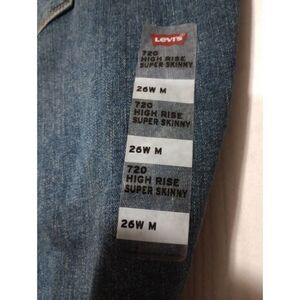 Levi's
720
HIGH RISE
SUPER SKINNY
26W M
720
HIGH RISE
SUPER SKINNY
26W M
720
HIGH RISE
SUPER SKINNY
26W M